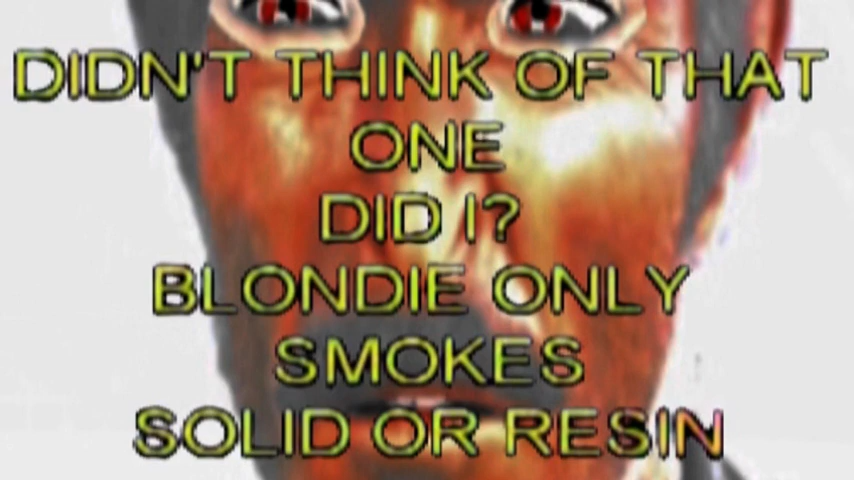 DIDN'T THINK OF THAT
ONE
DID I?
BLONDIE ONLY
SMOKES
SOLID OR RESIN